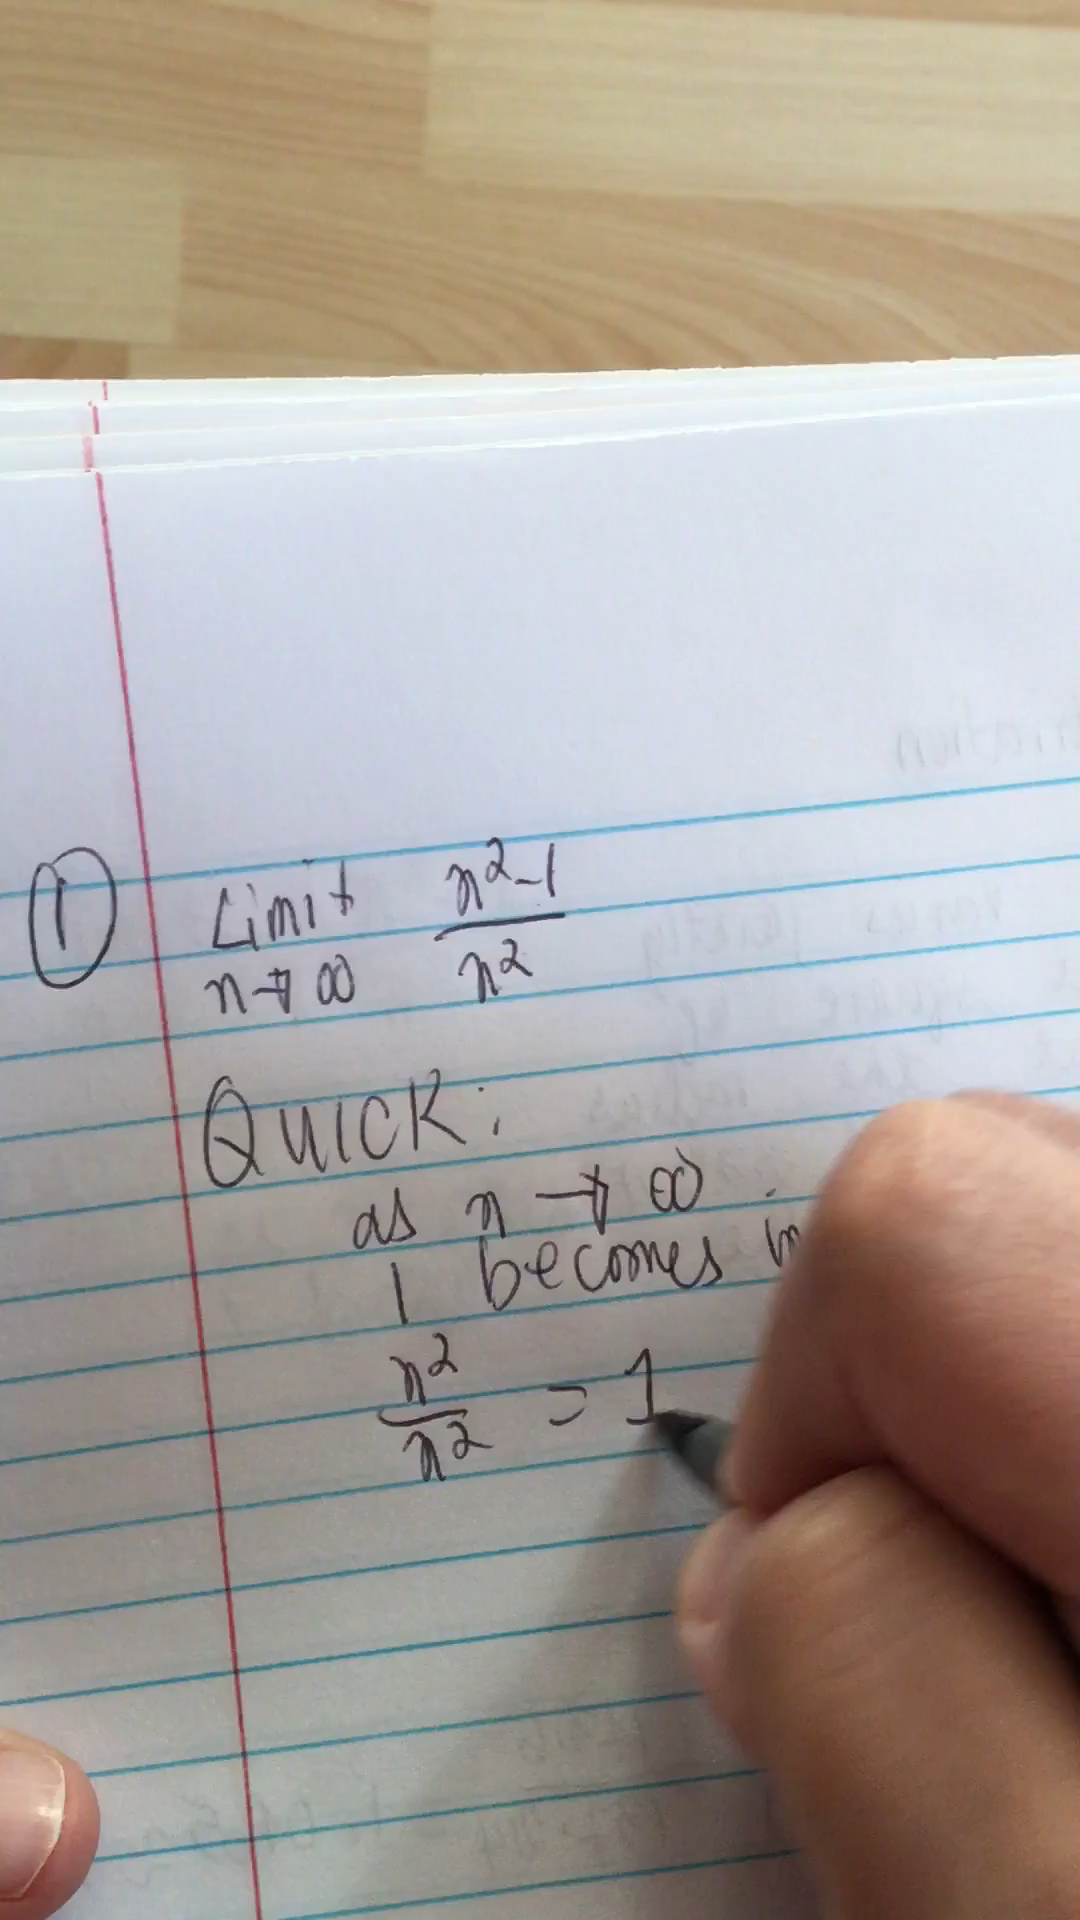 ① Limit n→∞ (n²-1)/n²
Quick:
as n → ∞
1 becomes
n²/n² = 1